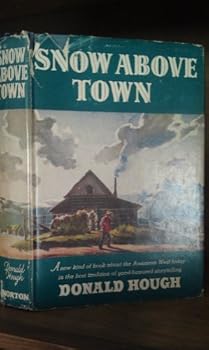 SNOW
ABOVE
TOWN
Donald
Hough
NORTON
SNOW ABOVE
TOWN
A new kind of book about the American West today
in the best tradition of good-humored storytelling
DONALD HOUGH